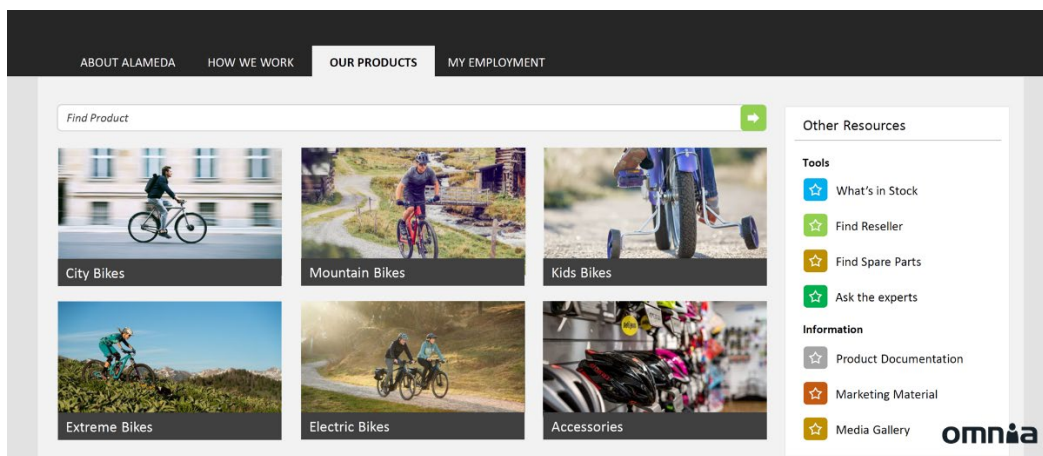 ABOUT ALAMEDA
HOW WE WORK
OUR PRODUCTS
MY EMPLOYMENT
Find Product
City Bikes
Mountain Bikes
Kids Bikes
Extreme Bikes
Electric Bikes
Accessories
Other Resources
Tools
What's in Stock
Find Reseller
Find Spare Parts
Ask the experts
Information
Product Documentation
Marketing Material
Media Gallery
omnia